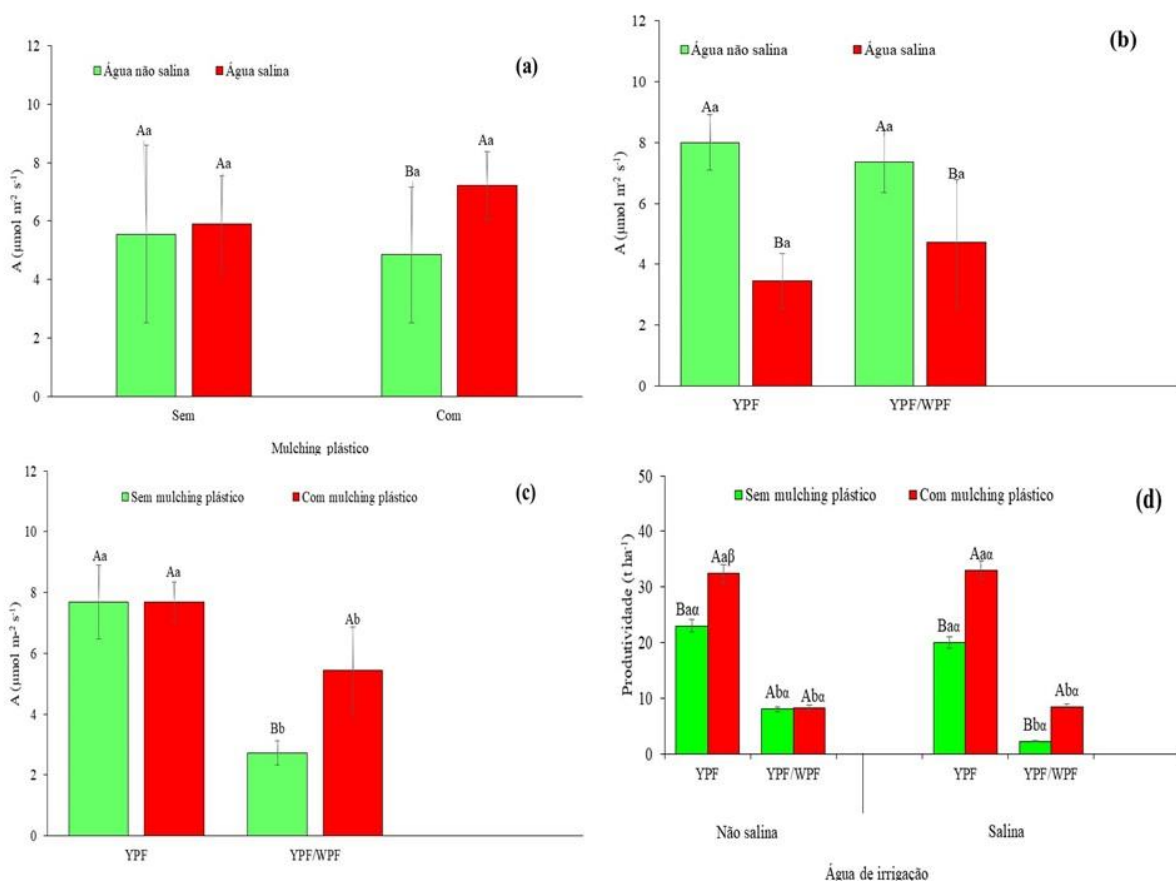 Água não salina
Água salina
(a)
A (µmol m⁻² s⁻¹)
12
10
8
6
4
2
0
Aa
Aa
Ba
Aa
Sem
Com
Mulching plástico
Água não salina
Água salina
(b)
A (µmol m⁻² s⁻¹)
12
10
8
6
4
2
0
Aa
Ba
Aa
Ba
YPF
YPF/WPF
Sem mulching plástico
Com mulching plástico
(c)
A (µmol m⁻² s⁻¹)
12
10
8
6
4
2
0
Aa
Aa
Bb
Ab
YPF
YPF/WPF
Sem mulching plástico
Com mulching plástico
(d)
Produtividade (t ha⁻¹)
50
40
30
20
10
0
Baα
Aaβ
Abα
Abα
Baα
Aaα
Bbα
Abα
YPF
YPF/WPF
YPF
YPF/WPF
Não salina
Salina
Água de irrigação